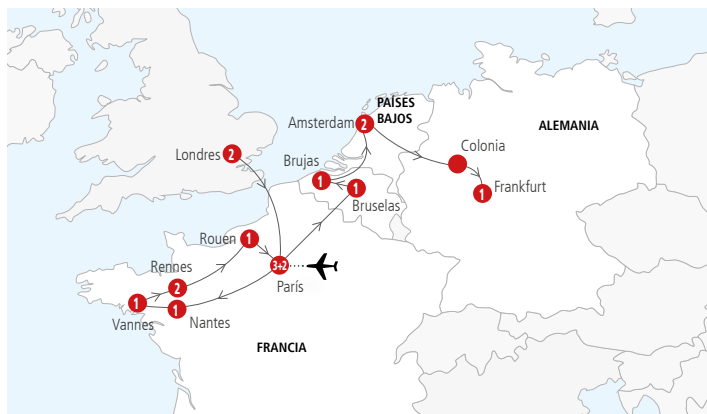 PAÍSES
BAJOS
Amsterdam
2
ALEMANIA
Londres
2
Colonia
Brujas
1
1
Bruselas
1
Frankfurt
Rouen
1
Rennes
2
3+2
París
1
Vannes
1
Nantes
FRANCIA